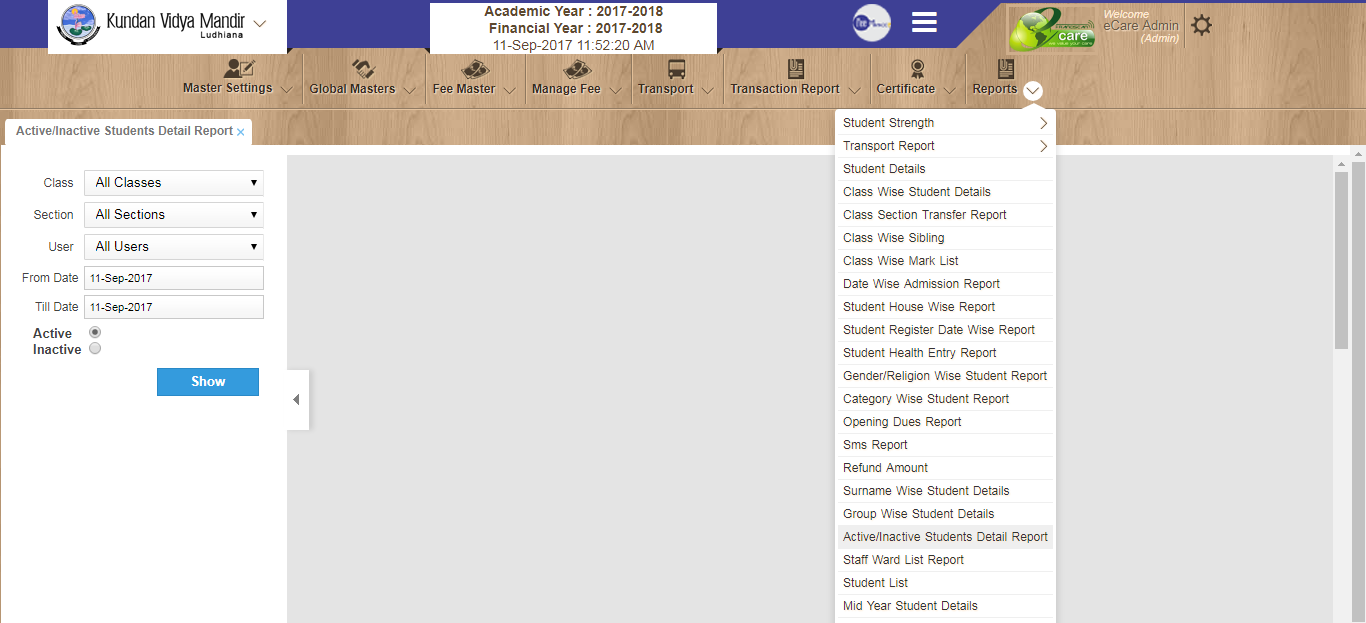 Kundan Vidya Mandir
Ludhiana
Academic Year : 2017-2018
Financial Year : 2017-2018
11-Sep-2017 11:52:20 AM
care
Welcome
eCare Admin
(Admin)
Master Settings
Global Masters
Fee Master
Manage Fee
Transport
Transaction Report
Certificate
Reports
Active/Inactive Students Detail Report ×
Class
All Classes
Section
All Sections
User
All Users
From Date
11-Sep-2017
Till Date
11-Sep-2017
Active
Inactive
Show
Student Strength
Transport Report
Student Details
Class Wise Student Details
Class Section Transfer Report
Class Wise Sibling
Class Wise Mark List
Date Wise Admission Report
Student House Wise Report
Student Register Date Wise Report
Student Health Entry Report
Gender/Religion Wise Student Report
Category Wise Student Report
Opening Dues Report
Sms Report
Refund Amount
Surname Wise Student Details
Group Wise Student Details
Active/Inactive Students Detail Report
Staff Ward List Report
Student List
Mid Year Student Details